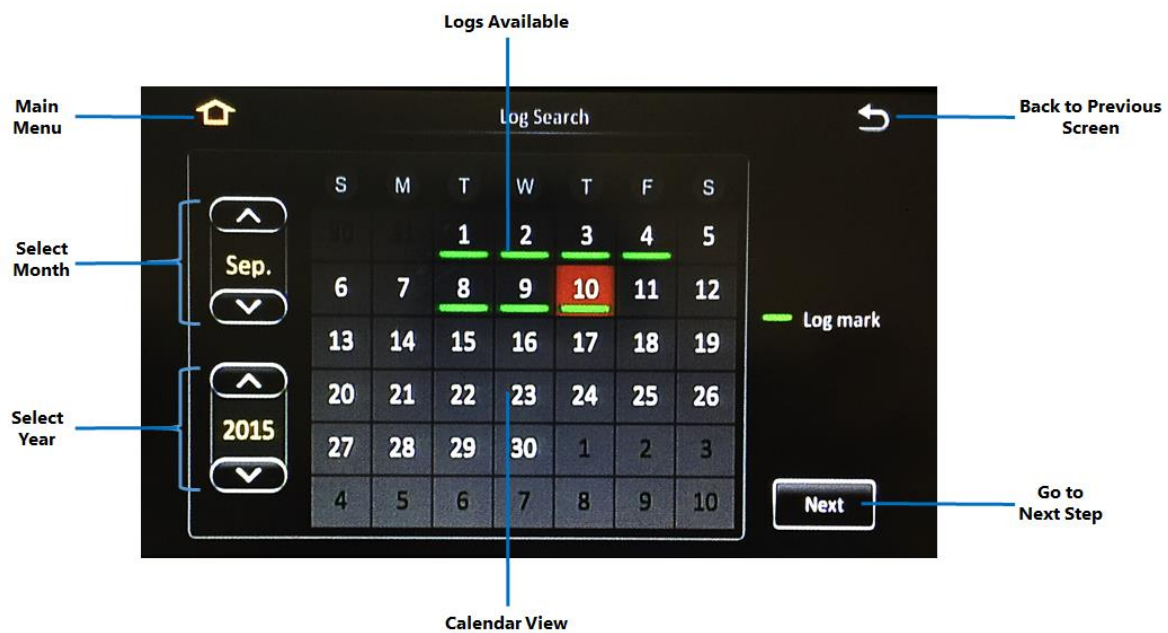 Logs Available
Main
Menu
Log Search
Back to Previous
Screen
S M T W T F S
30 31 1 2 3 4 5
Select
Month
Sep.
6 7 8 9 10 11 12
Log mark
13 14 15 16 17 18 19
20 21 22 23 24 25 26
Select
Year
2015
27 28 29 30 1 2 3
4 5 6 7 8 9 10
Next
Go to
Next Step
Calendar View